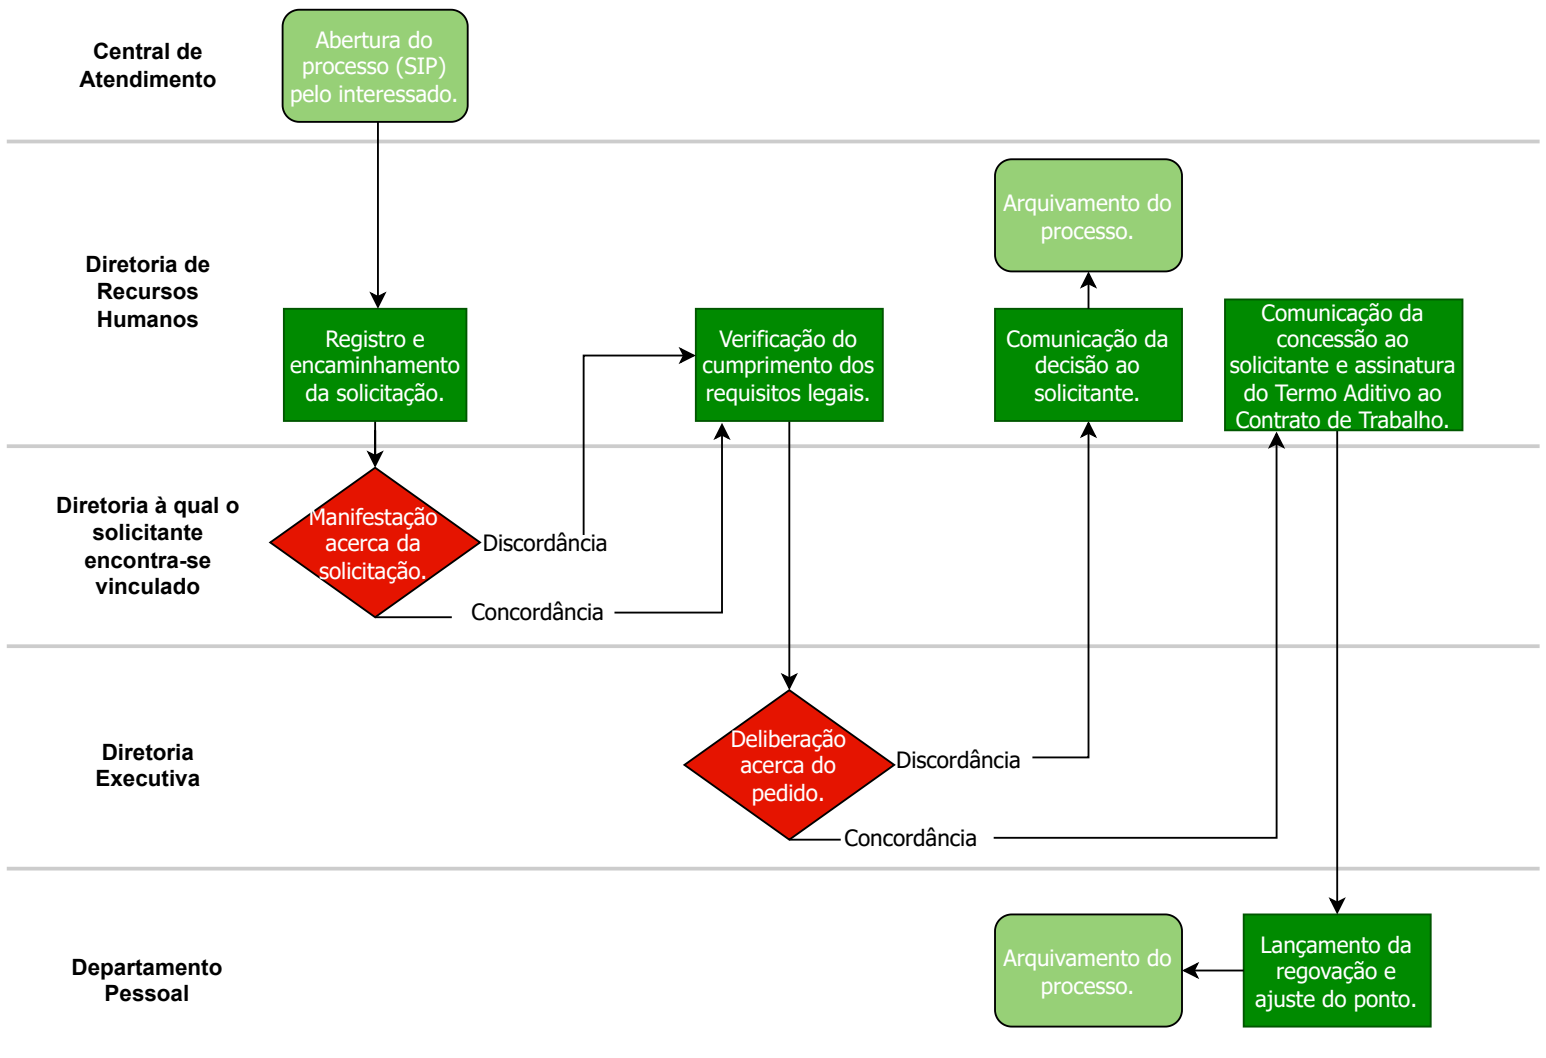 Central de
Atendimento
Abertura do
processo (SIP)
pelo interessado.
Diretoria de
Recursos
Humanos
Registro e
encaminhamento
da solicitação.
Verificação do
cumprimento dos
requisitos legais.
Arquivamento do
processo.
Comunicação da
decisão ao
solicitante.
Comunicação da
concessão ao
solicitante e assinatura
do Termo Aditivo ao
Contrato de Trabalho.
Diretoria à qual o
solicitante
encontra-se
vinculado
Manifestação
acerca da
solicitação.
Discordância
Concordância
Diretoria
Executiva
Deliberação
acerca do
pedido.
Discordância
Concordância
Departamento
Pessoal
Arquivamento do
processo.
Lançamento da
regovação e
ajuste do ponto.